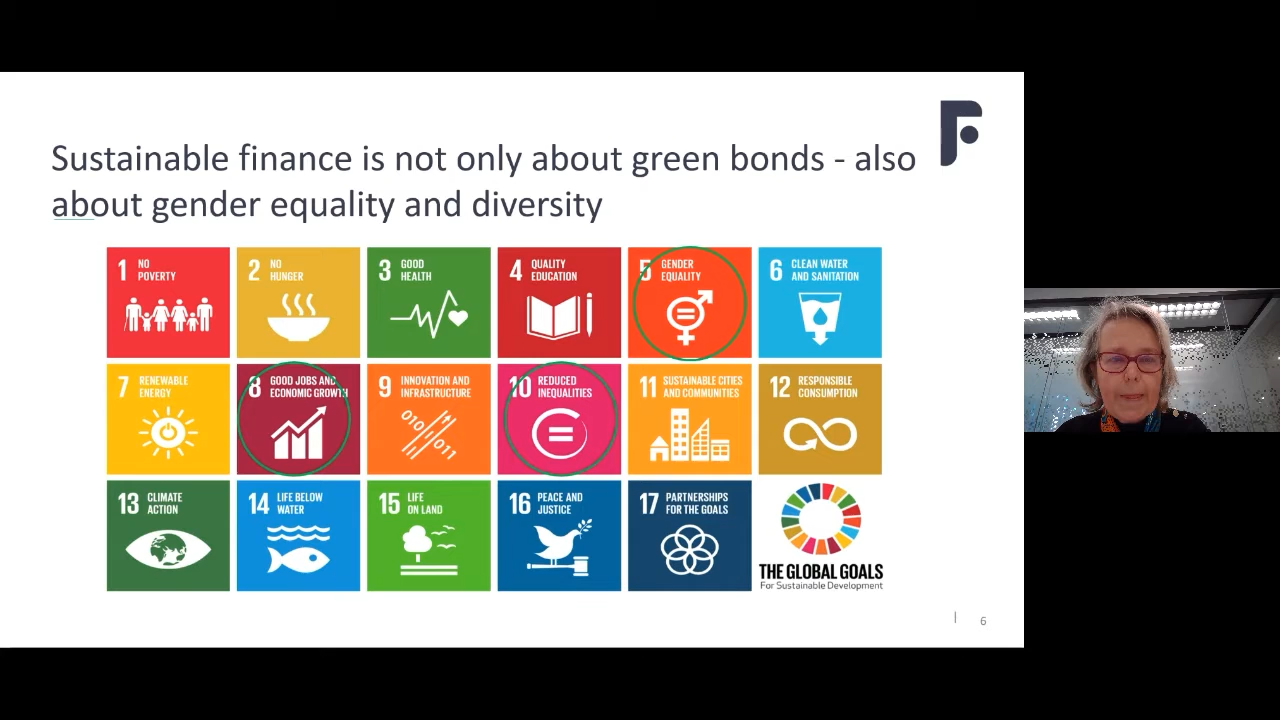 Sustainable finance is not only about green bonds - also
about gender equality and diversity
1 NO
POVERTY
2 NO
HUNGER
3 GOOD
HEALTH
4 QUALITY
EDUCATION
5 GENDER
EQUALITY
6 CLEAN WATER
AND SANITATION
7 RENEWABLE
ENERGY
8 GOOD JOBS AND
ECONOMIC GROWTH
9 INNOVATION AND
INFRASTRUCTURE
010
011
10 REDUCED
INEQUALITIES
11 SUSTAINABLE CITIES
AND COMMUNITIES
12 RESPONSIBLE
CONSUMPTION
13 CLIMATE
ACTION
14 LIFE BELOW
WATER
15 LIFE
ON LAND
16 PEACE AND
JUSTICE
17 PARTNERSHIPS
FOR THE GOALS
THE GLOBAL GOALS
For Sustainable Development
| 6